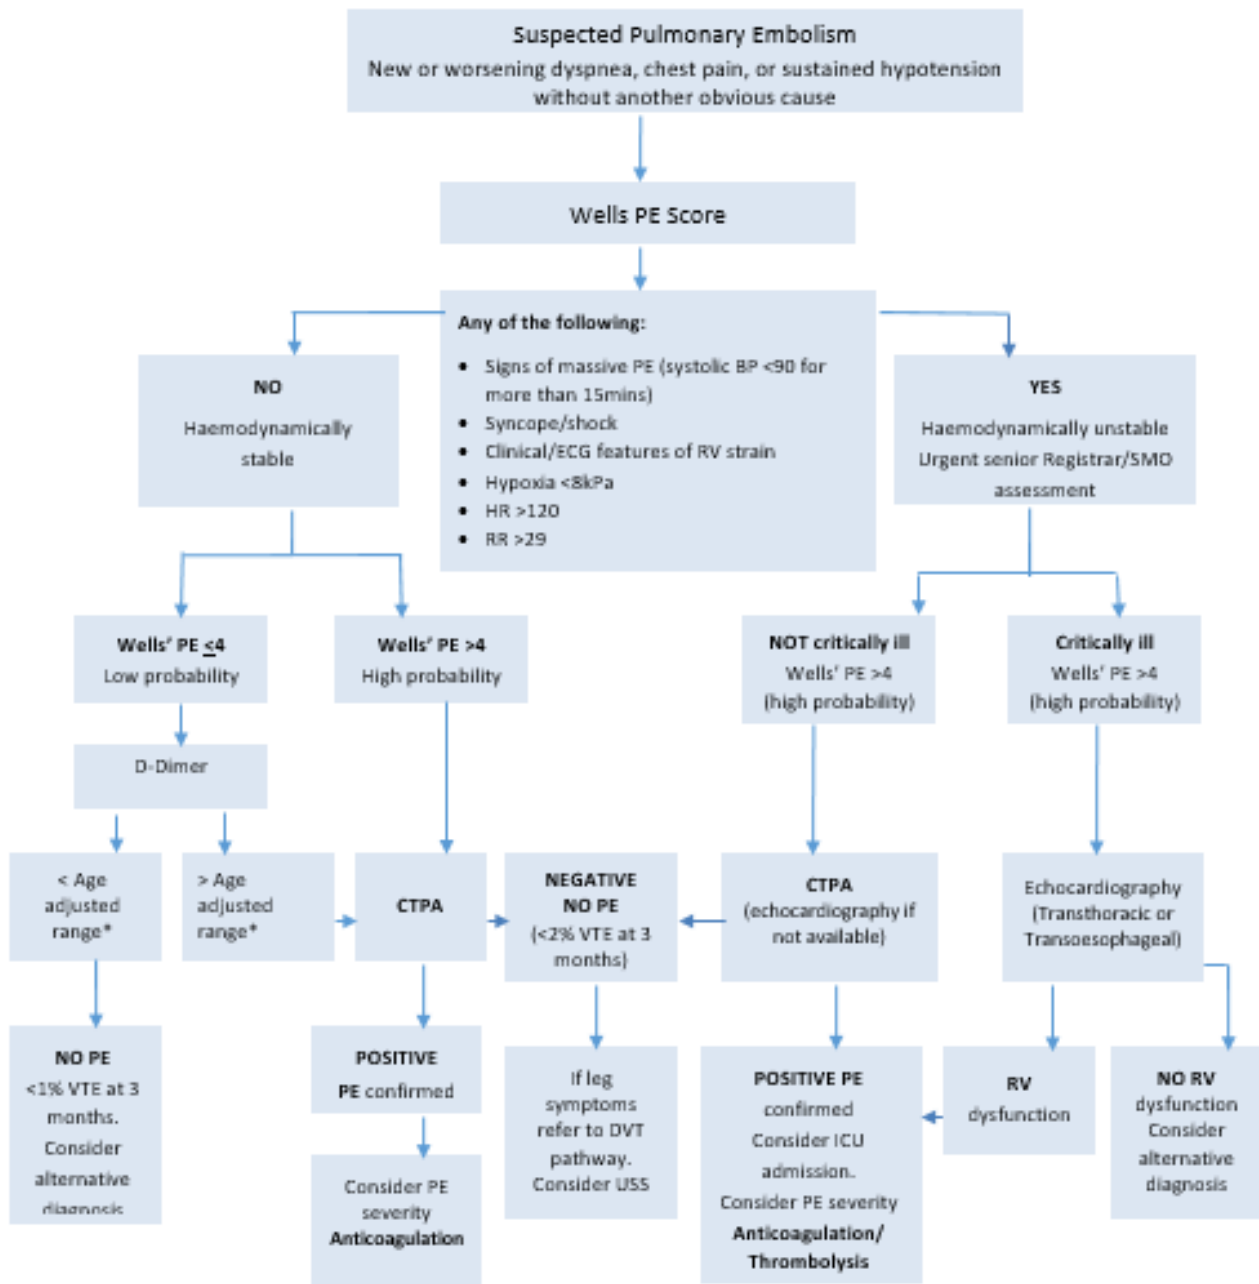 Suspected Pulmonary Embolism
New or worsening dyspnea, chest pain, or sustained hypotension
without another obvious cause
Wells PE Score
Any of the following:
• Signs of massive PE (systolic BP <90 for
more than 15mins)
• Syncope/shock
• Clinical/ECG features of RV strain
• Hypoxia <8kPa
• HR >120
• RR >29
NO
Haemodynamically
stable
YES
Haemodynamically unstable
Urgent senior Registrar/SMO
assessment
Wells' PE ≤4
Low probability
Wells' PE >4
High probability
NOT critically ill
Wells' PE >4
(high probability)
Critically ill
Wells' PE >4
(high probability)
D-Dimer
< Age
adjusted
range*
> Age
adjusted
range*
CTPA
NEGATIVE
NO PE
(<2% VTE at 3
months)
CTPA
(echocardiography if
not available)
Echocardiography
(Transthoracic or
Transoesophageal)
NO PE
<1% VTE at 3
months.
Consider
alternative
diagnosis
POSITIVE
PE confirmed
Consider PE
severity
Anticoagulation
If leg
symptoms
refer to DVT
pathway.
Consider USS
POSITIVE PE
confirmed
Consider ICU
admission.
Consider PE severity
Anticoagulation/
Thrombolysis
RV
dysfunction
NO RV
dysfunction
Consider
alternative
diagnosis